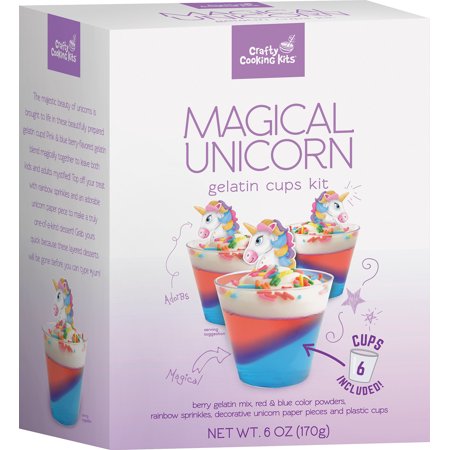 Crafty
Cooking Kits™
MAGICAL
UNICORN
gelatin cups kit
The majestic beauty of unicorns is
brought to life in these beautifully prepared
gelatin cups! Pink & blue berry-flavored gelatin
blend magically together to leave both
kids and adults mystified! Top off your treat
with rainbow sprinkles and an adorable
unicorn paper piece to make a truly
one-of-a-kind dessert! Grab yours
quick because these layered desserts
will be gone before you can type #yum!
Adorbs
serving
suggestion
Magical
CUPS
6
INCLUDED!
berry gelatin mix, red & blue color powders,
rainbow sprinkles, decorative unicorn paper pieces and plastic cups
NET WT. 6 OZ (170g)